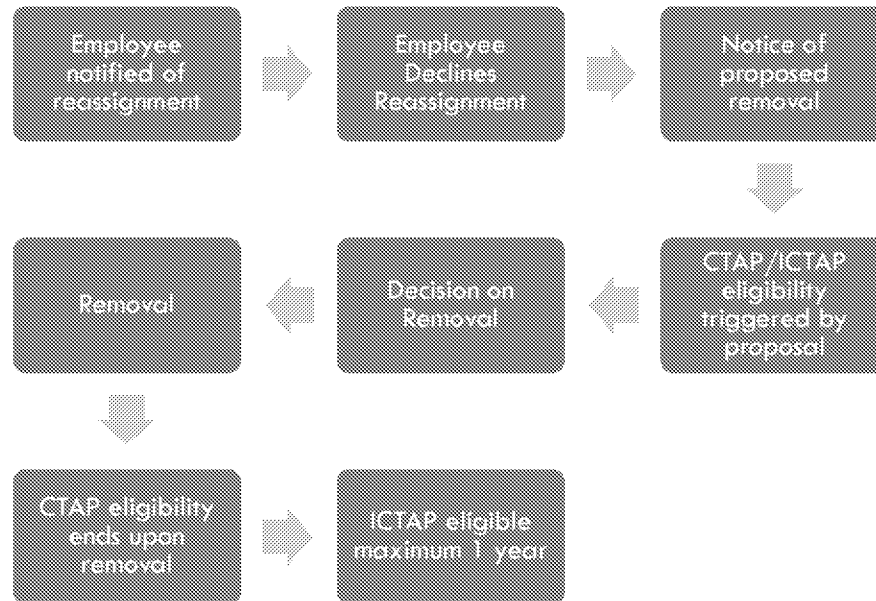 Employee
notified of
reassignment
Employee
Declines
Reassignment
Notice of
proposed
removal
CTAP/ICTAP
eligibility
triggered by
proposal
Decision on
Removal
Removal
CTAP eligibility
ends upon
removal
ICTAP eligible
maximum 1 year